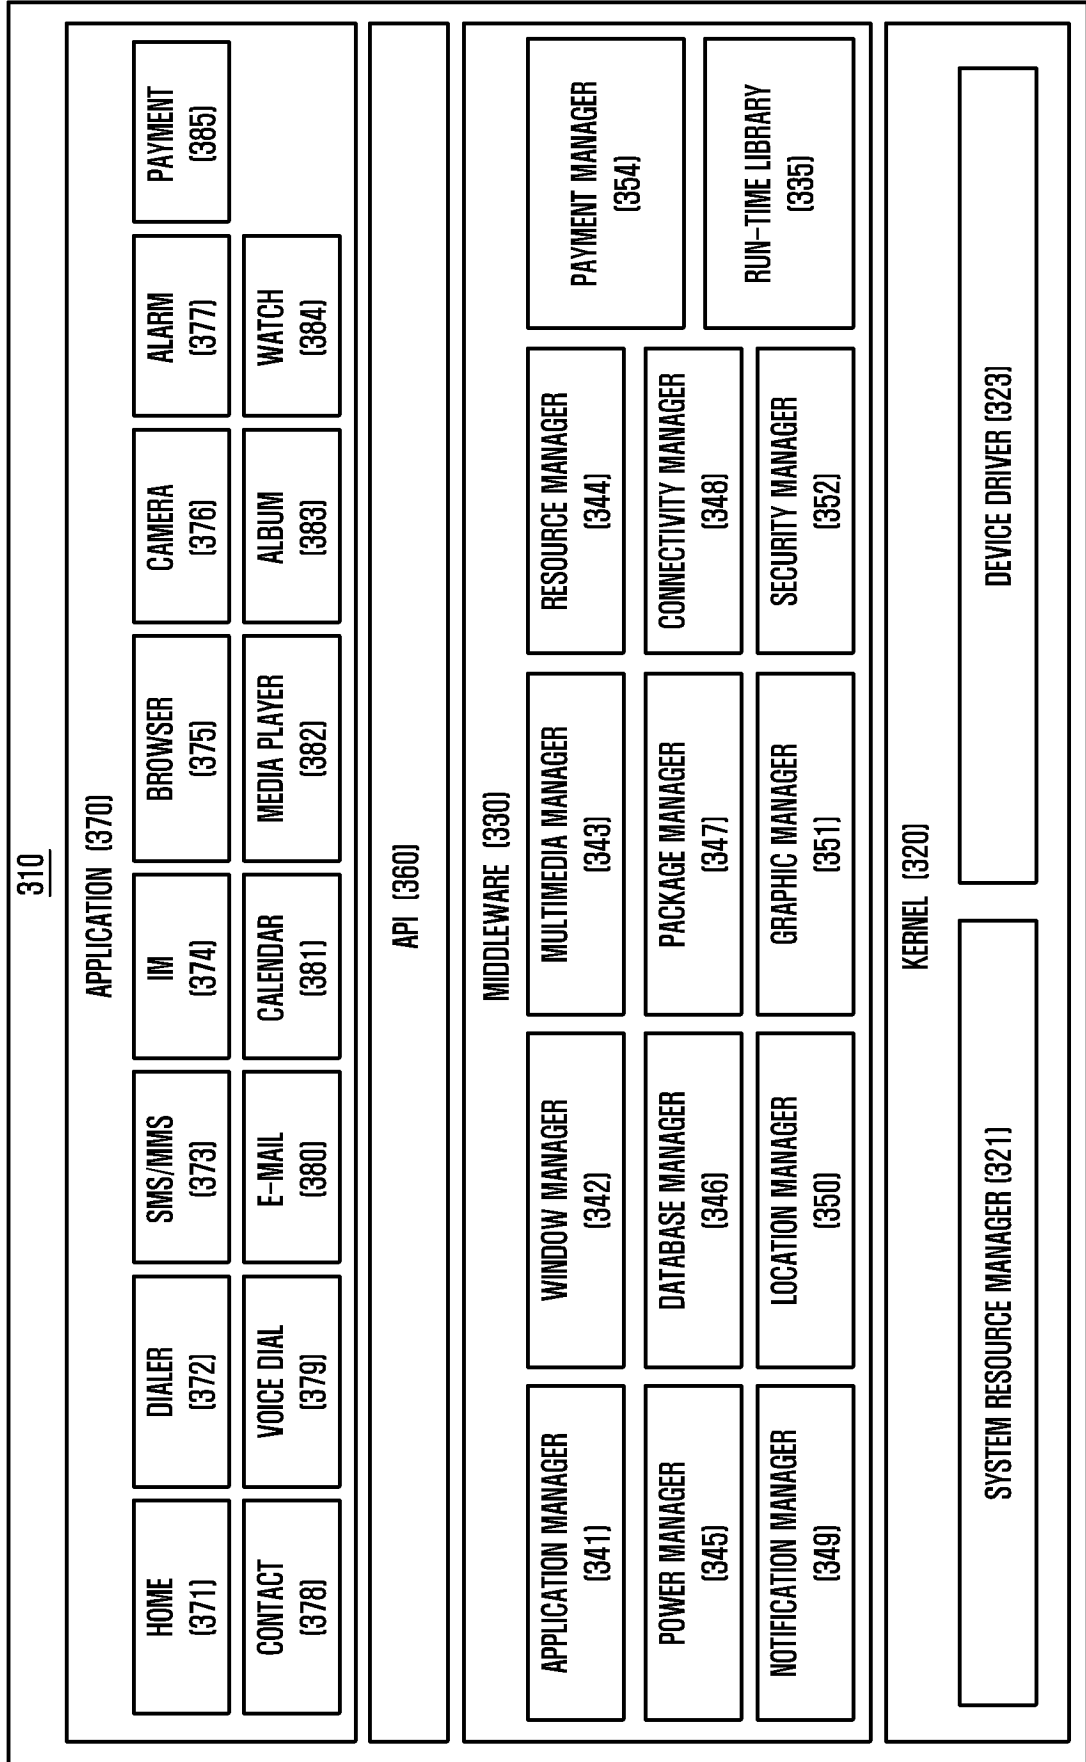 310
APPLICATION (370)
HOME
(371)
DIALER
(372)
SMS/MMS
(373)
IM
(374)
BROWSER
(375)
CAMERA
(376)
ALARM
(377)
PAYMENT
(385)
CONTACT
(378)
VOICE DIAL
(379)
E-MAIL
(380)
CALENDAR
(381)
MEDIA PLAYER
(382)
ALBUM
(383)
WATCH
(384)
API (360)
MIDDLEWARE (330)
APPLICATION MANAGER
(341)
WINDOW MANAGER
(342)
MULTIMEDIA MANAGER
(343)
RESOURCE MANAGER
(344)
PAYMENT MANAGER
(354)
POWER MANAGER
(345)
DATABASE MANAGER
(346)
PACKAGE MANAGER
(347)
CONNECTIVITY MANAGER
(348)
RUN-TIME LIBRARY
(335)
NOTIFICATION MANAGER
(349)
LOCATION MANAGER
(350)
GRAPHIC MANAGER
(351)
SECURITY MANAGER
(352)
KERNEL (320)
SYSTEM RESOURCE MANAGER (321)
DEVICE DRIVER (323)